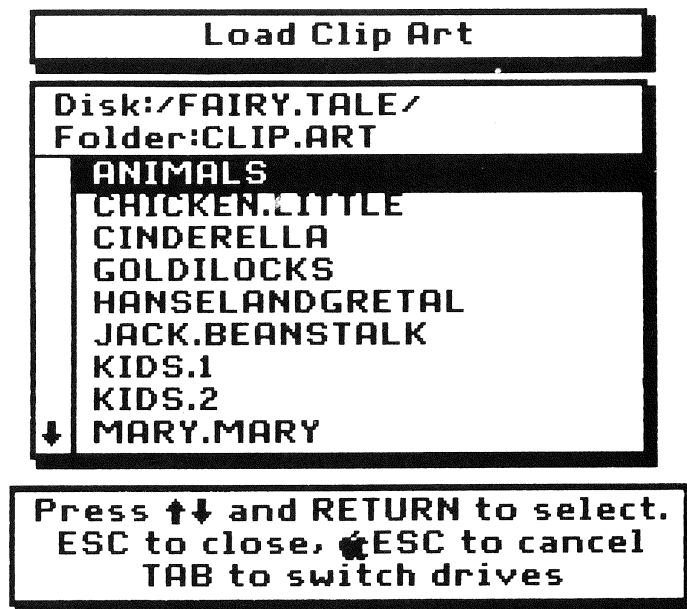 Load Clip Art
Disk:/FAIRY.TALE/
Folder:CLIP.ART
ANIMALS
CHICKEN.LITTLE
CINDERELLA
GOLDILOCKS
HANSELANDGRETAL
JACK.BEANSTALK
KIDS.1
KIDS.2
↓ MARY.MARY
Press ↑↓ and RETURN to select.
ESC to close, ESC to cancel
TAB to switch drives